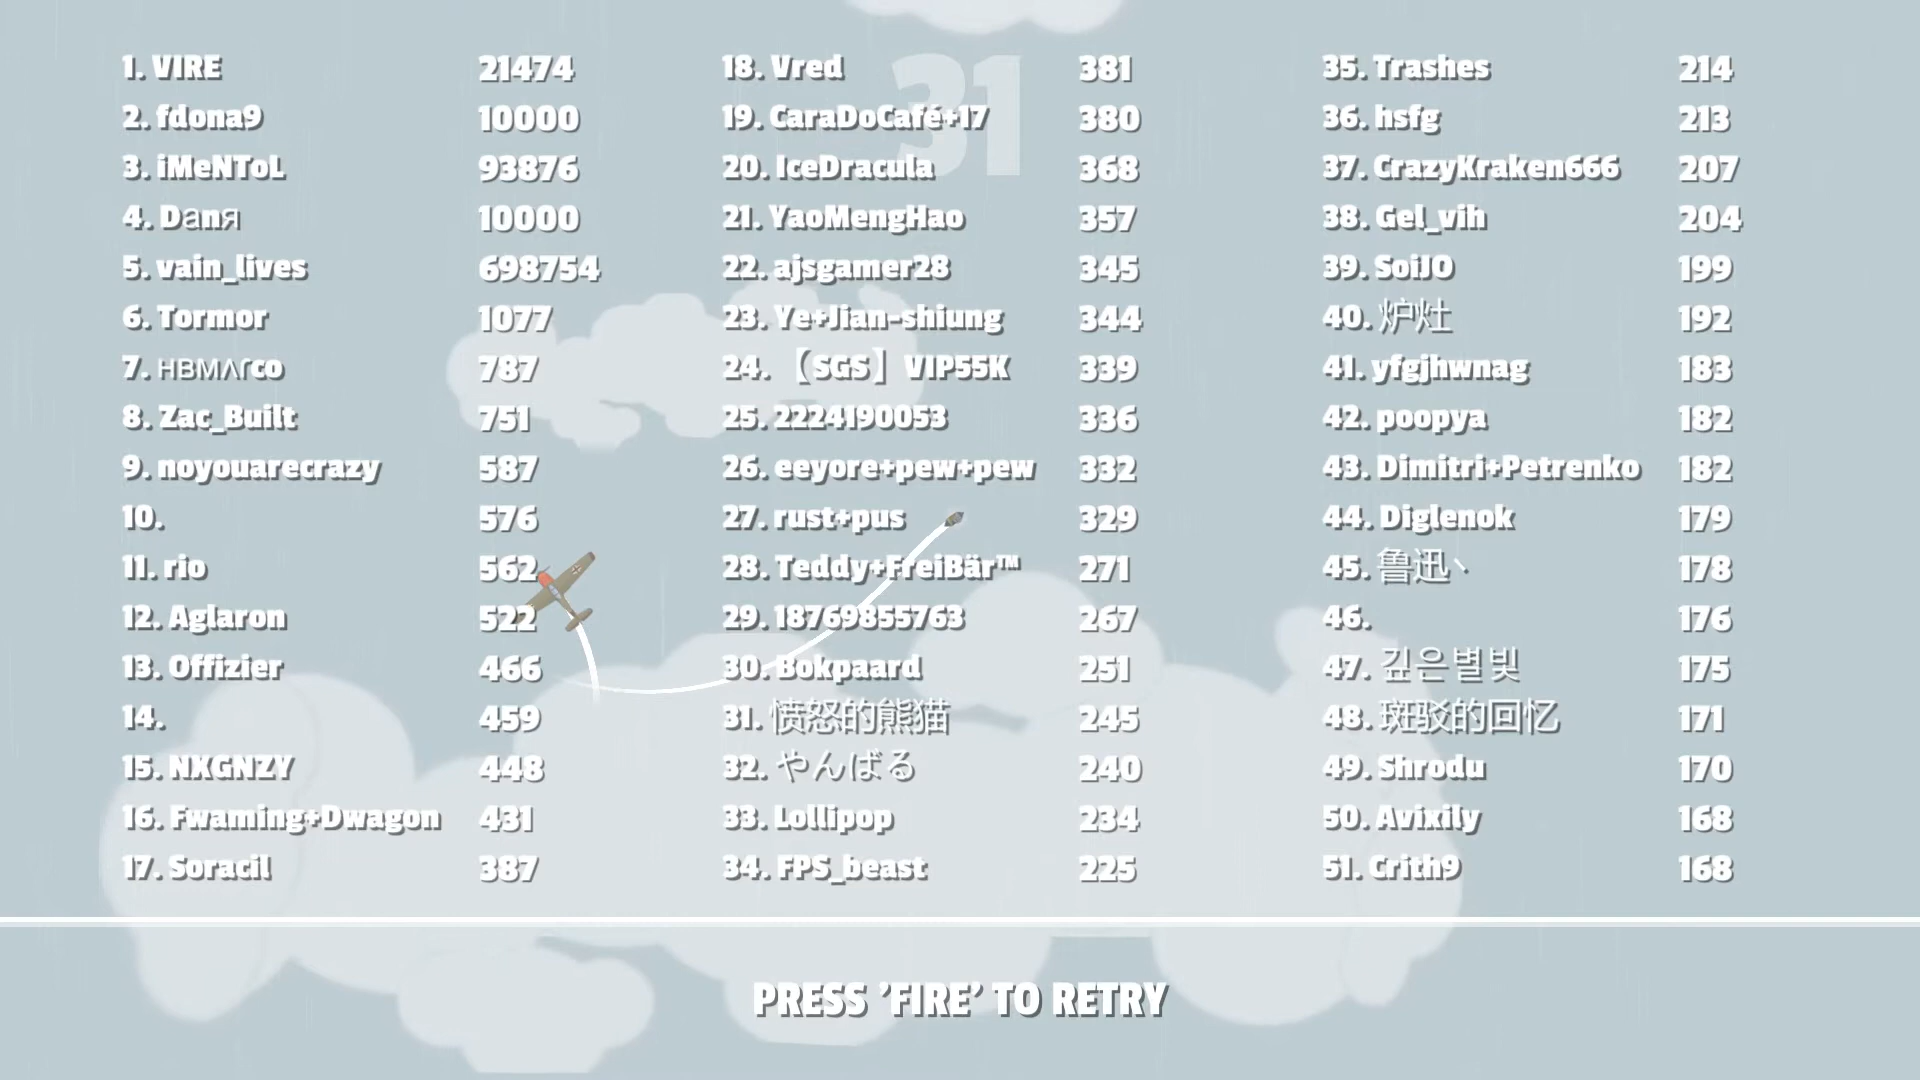 31
1. VIRE 21474
2. fdona9 10000
3. iMeNToL 93876
4. Daпя 10000
5. vain_lives 698754
6. Tormor 1077
7. нвмлгco 787
8. Zac_Built 751
9. noyouarecrazy 587
10. 576
11. rio 562
12. Aglaron 522
13. Offizier 466
14. 459
15. NXGNZY 448
16. Fwaming+Dwagon 431
17. Soracil 387
18. Vred 381
19. CaraDoCafé+17 380
20. IceDracula 368
21. YaoMengHao 357
22. ajsgamer28 345
23. Ye+Jian-shiung 344
24. 【SGS】VIP55K 339
25. 2224190053 336
26. eeyore+pew+pew 332
27. rust+pus 329
28. Teddy+FreiBär™ 271
29. 18769855763 267
30. Bokpaard 251
31. 愤怒的熊猫 245
32. やんばる 240
33. Lollipop 234
34. FPS_beast 225
35. Trashes 214
36. hsfg 213
37. CrazyKraken666 207
38. Gel_vih 204
39. SoiJO 199
40. 炉灶 192
41. yfgjhwnag 183
42. poopya 182
43. Dimitri+Petrenko 182
44. Diglenok 179
45. 鲁迅丶 178
46. 176
47. 깊은별빛 175
48. 斑驳的回忆 171
49. Shrodu 170
50. Avixily 168
51. Crith9 168
PRESS 'FIRE' TO RETRY